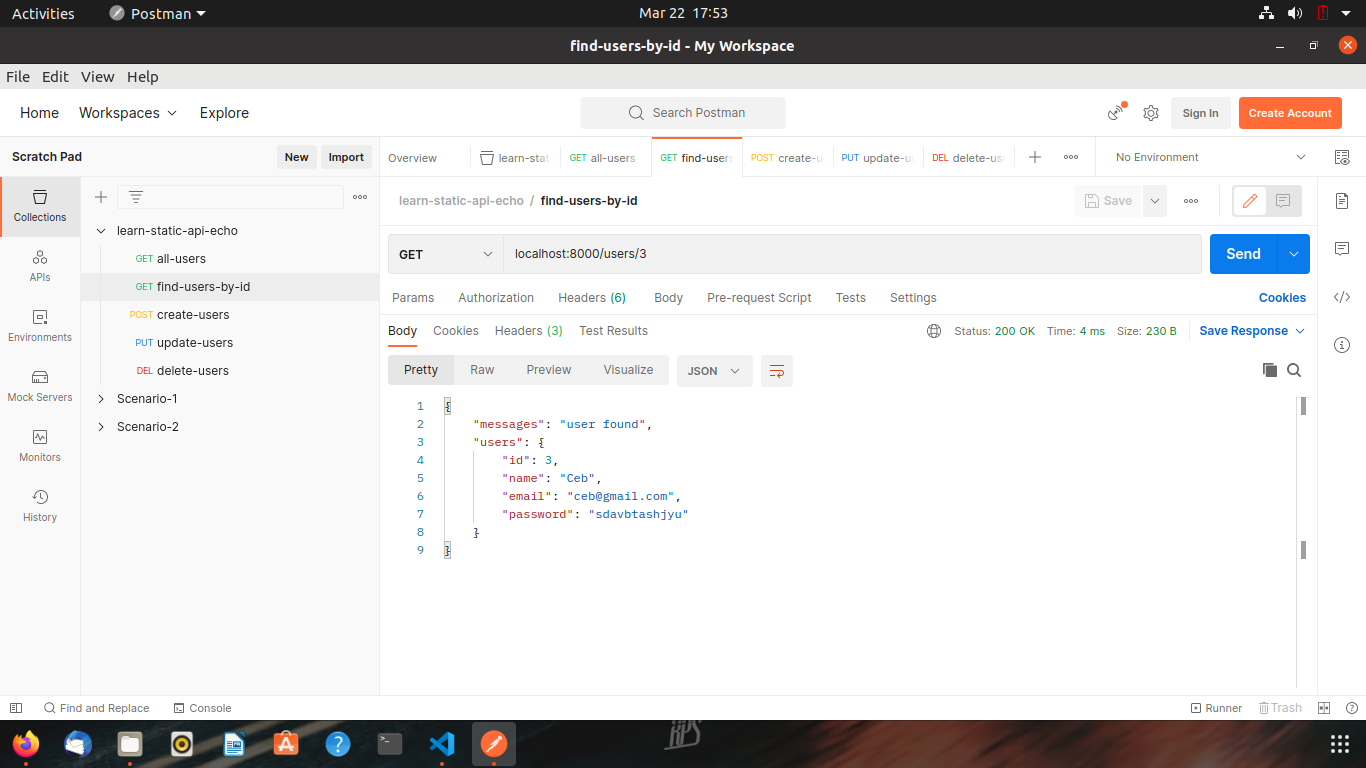 Activities Postman Mar 22 17:53
find-users-by-id - My Workspace
File Edit View Help
Home Workspaces Explore Search Postman Sign In Create Account
Scratch Pad New Import
Overview learn-stat all-users GET find-users POST create-u PUT update-u DEL delete-us No Environment
Collections
APIs
Environments
Mock Servers
Monitors
History
learn-static-api-echo
GET all-users
GET find-users-by-id
POST create-users
PUT update-users
DEL delete-users
Scenario-1
Scenario-2
learn-static-api-echo / find-users-by-id Save
GET localhost:8000/users/3 Send
Params Authorization Headers (6) Body Pre-request Script Tests Settings Cookies
Body Cookies Headers (3) Test Results Status: 200 OK Time: 4 ms Size: 230 B Save Response
Pretty Raw Preview Visualize JSON
1 {
2 "messages": "user found",
3 "users": {
4 "id": 3,
5 "name": "Ceb",
6 "email": "ceb@gmail.com",
7 "password": "sdavbtashjyu"
8 }
9 }
Find and Replace Console Runner Trash